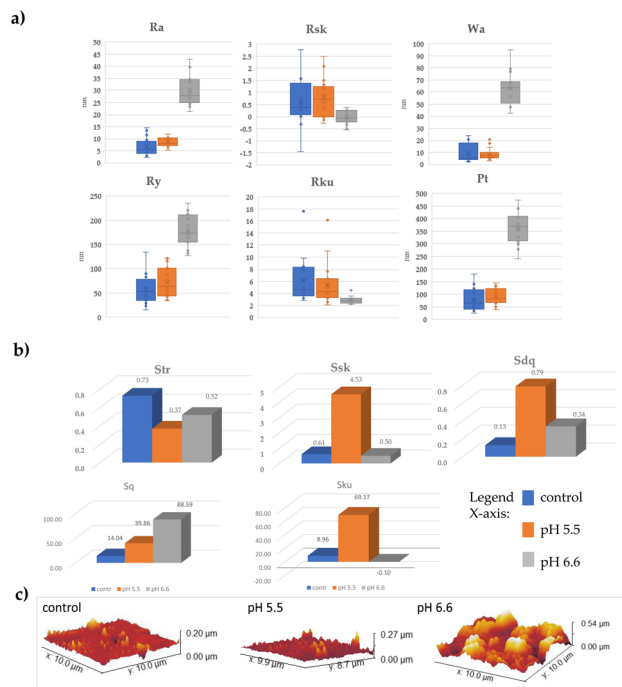 a)
Ra
Rsk
Wa
nm
50
45
40
35
30
25
20
15
10
5
0
3
2.5
2
1.5
1
0.5
0
-0.5
-1
-1.5
-2
nm
100
90
80
70
60
50
40
30
20
10
0
Ry
Rku
Pt
nm
250
200
150
100
50
0
20
18
16
14
12
10
8
6
4
2
0
nm
500
450
400
350
300
250
200
150
100
50
0
b)
Str
0.8
0.6
0.4
0.2
0.0
0.73
0.37
0.52
Ssk
5
4
3
2
1
0
0.61
4.53
0.50
Sdq
0.8
0.6
0.4
0.2
0.0
0.13
0.79
0.34
Sq
100.00
50.00
0.00
14.04
39.86
88.59
contr pH 5.5 pH 6.6
Sku
80.00
60.00
40.00
20.00
0.00
-20.00
8.96
69.17
-0.10
contr pH 5.5 pH 6.6
Legend
X-axis:
control
pH 5.5
pH 6.6
c)
control
0.20 µm
0.00 µm
x: 10.0 µm
y: 10.0 µm
pH 5.5
0.27 µm
0.00 µm
x: 9.9 µm
y: 8.7 µm
pH 6.6
0.54 µm
0.00 µm
x: 10.0 µm
y: 10.0 µm